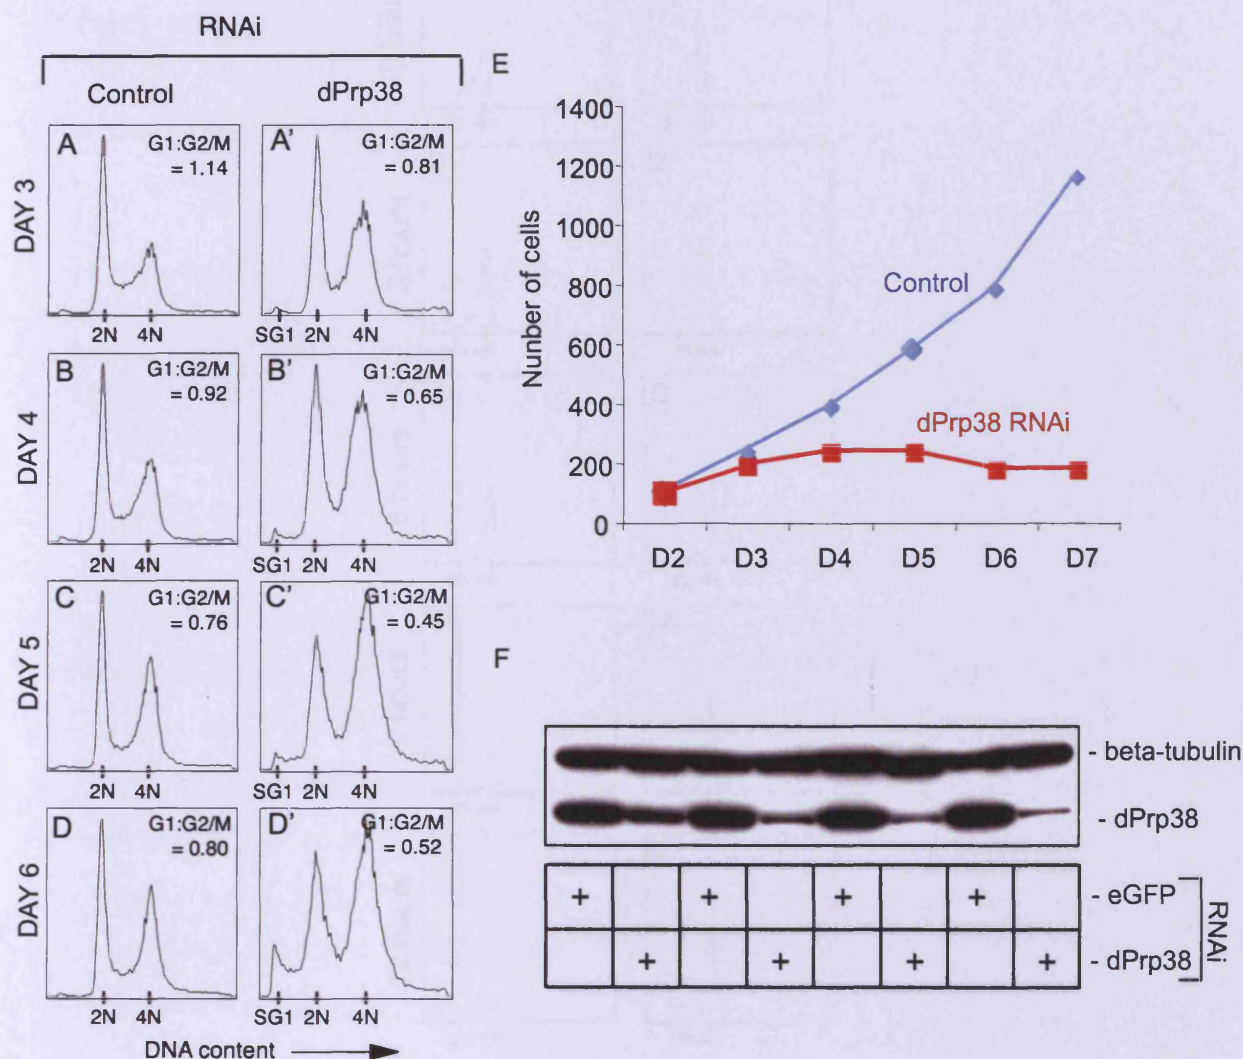 RNAi
Control
dPrp38
DAY 3
A
G1:G2/M
= 1.14
2N 4N
A'
G1:G2/M
= 0.81
SG1 2N 4N
DAY 4
B
G1:G2/M
= 0.92
2N 4N
B'
G1:G2/M
= 0.65
SG1 2N 4N
DAY 5
C
G1:G2/M
= 0.76
2N 4N
C'
G1:G2/M
= 0.45
SG1 2N 4N
DAY 6
D
G1:G2/M
= 0.80
2N 4N
D'
G1:G2/M
= 0.52
SG1 2N 4N
DNA content
E
Nunber of cells
1400
1200
1000
800
600
400
200
0
Control
dPrp38 RNAi
D2 D3 D4 D5 D6 D7
F
- beta-tubulin
- dPrp38
+ + + + - eGFP
+ + + + - dPrp38
RNAi